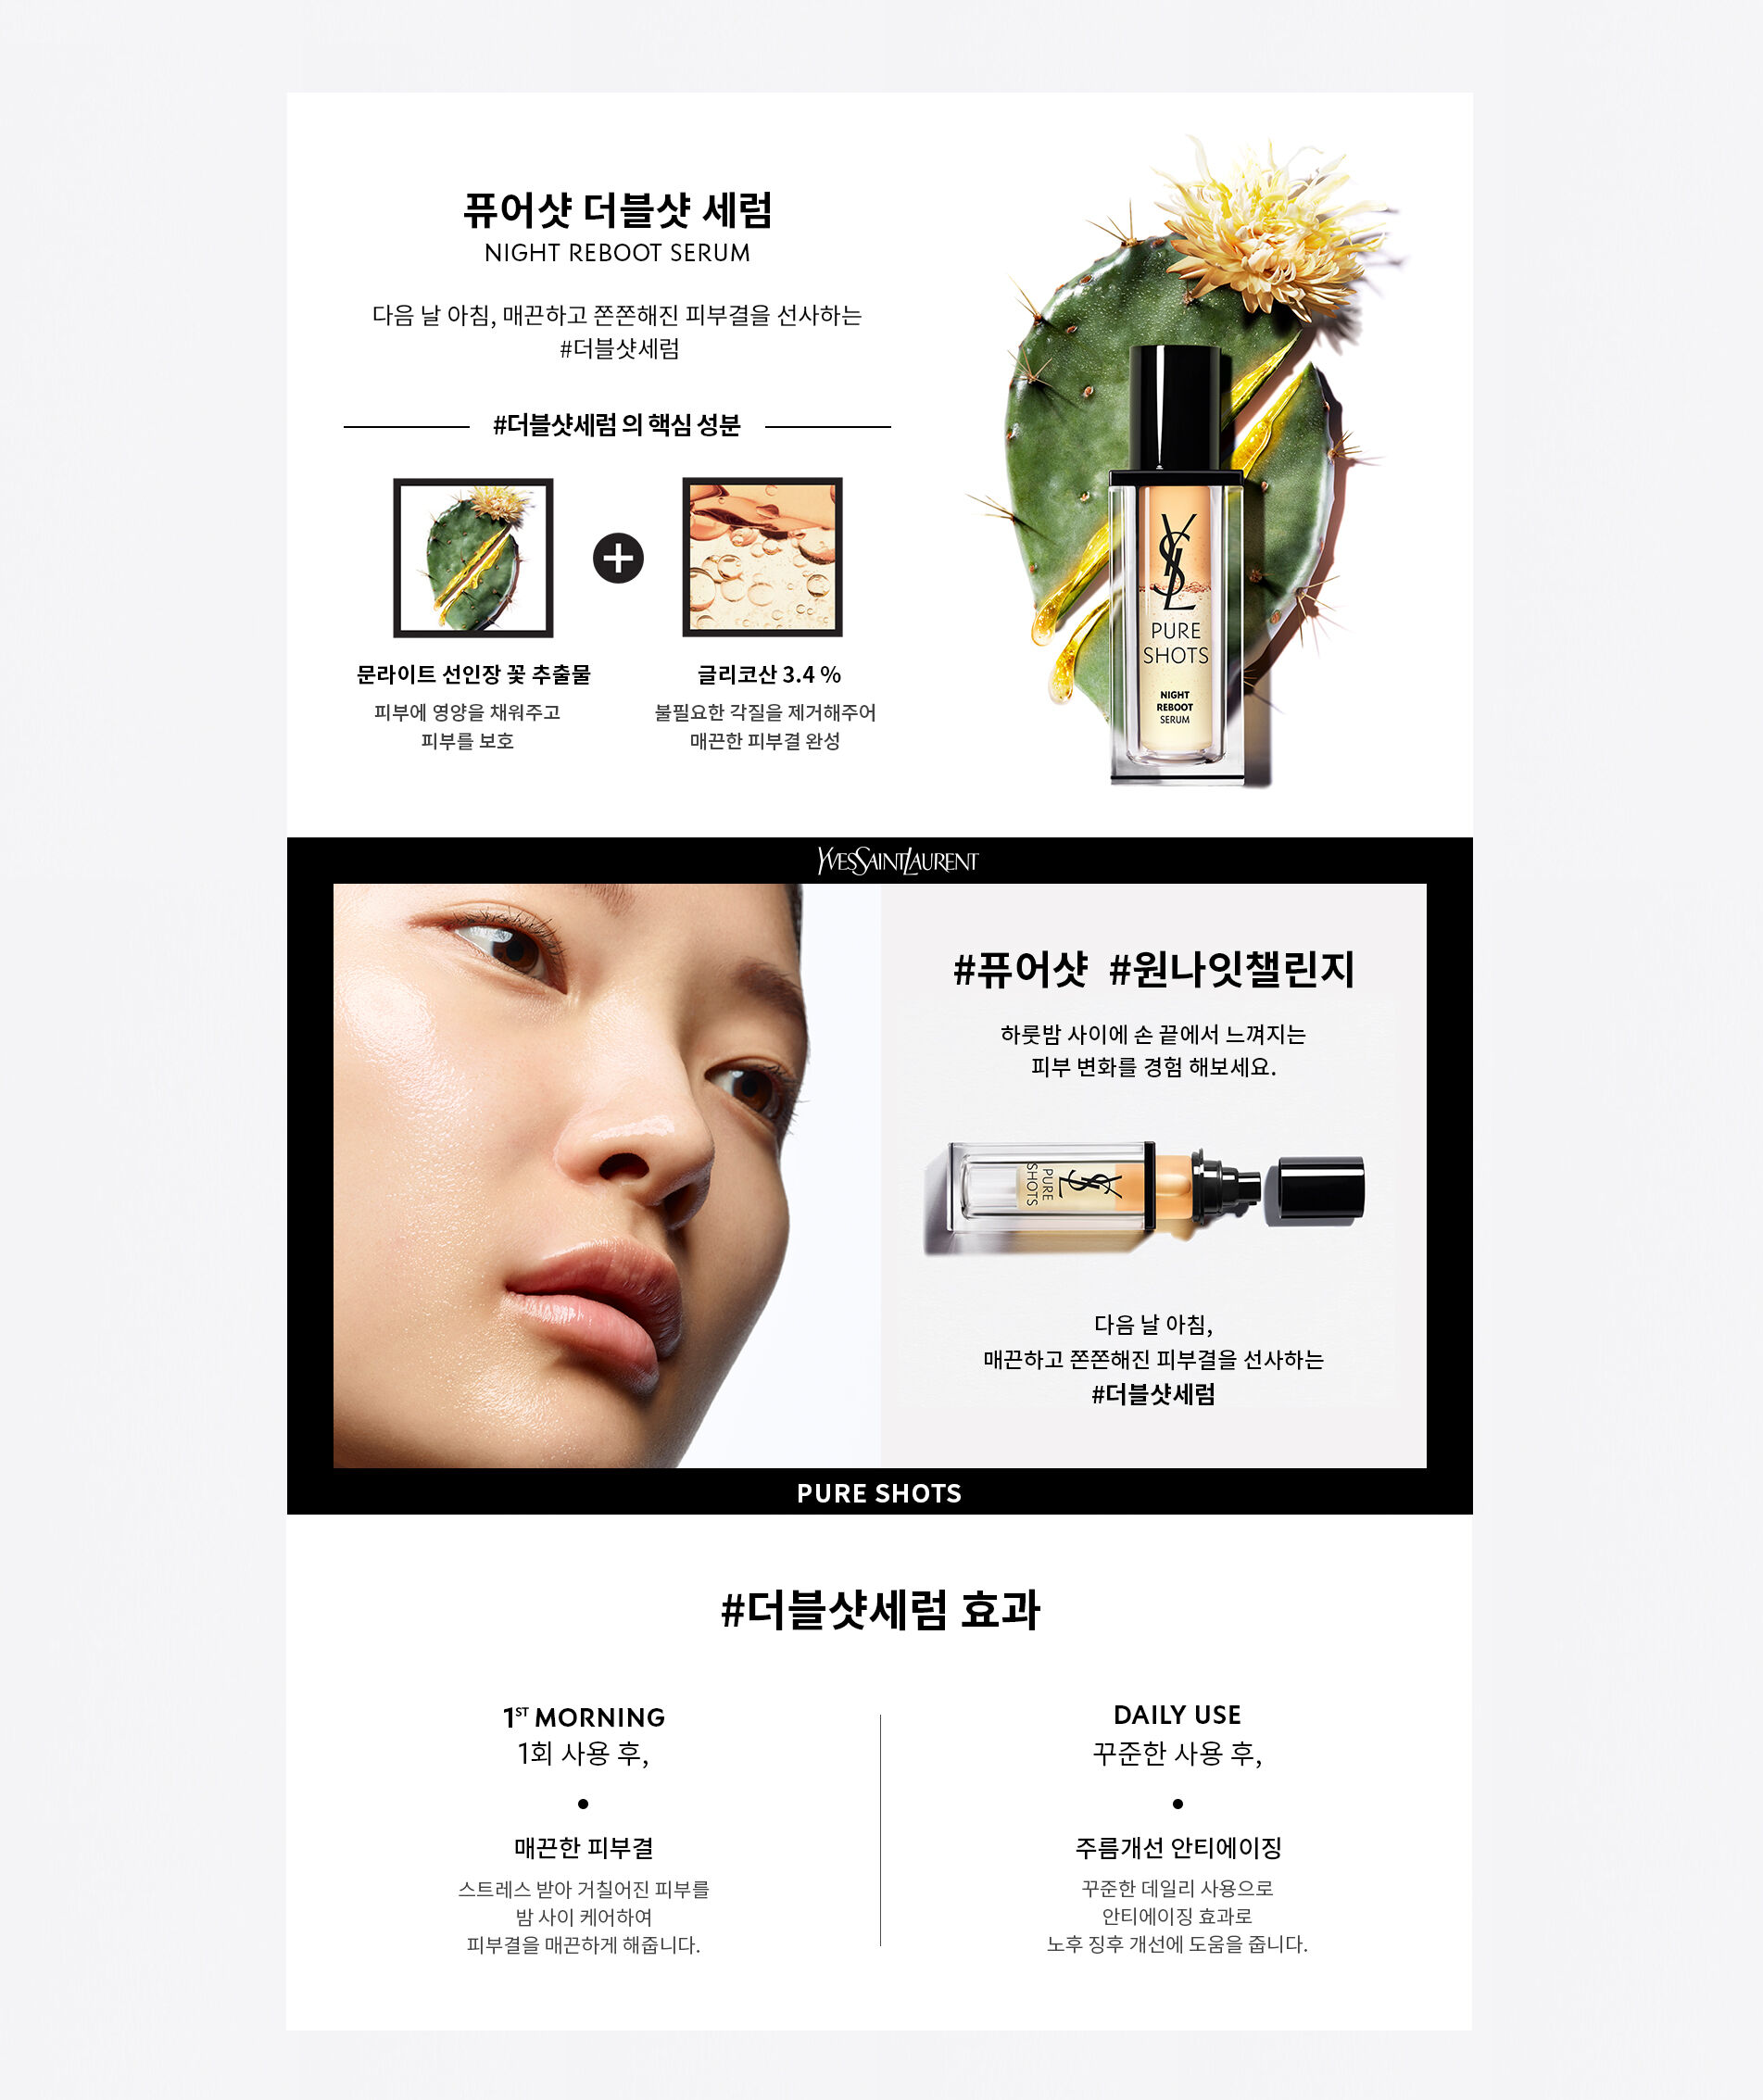 퓨어샷 더블샷 세럼
NIGHT REBOOT SERUM
다음 날 아침, 매끈하고 쫀쫀해진 피부결을 선사하는
#더블샷세럼
#더블샷세럼 의 핵심 성분
문라이트 선인장 꽃 추출물
피부에 영양을 채워주고
피부를 보호
글리코산 3.4 %
불필요한 각질을 제거해주어
매끈한 피부결 완성
YSL
PURE
SHOTS
NIGHT
REBOOT
SERUM
YVESSAINTLAURENT
#퓨어샷 #원나잇챌린지
하룻밤 사이에 손 끝에서 느껴지는
피부 변화를 경험 해보세요.
YSL
PURE
SHOTS
다음 날 아침,
매끈하고 쫀쫀해진 피부결을 선사하는
#더블샷세럼
PURE SHOTS
#더블샷세럼 효과
1ST MORNING
1회 사용 후,
매끈한 피부결
스트레스 받아 거칠어진 피부를
밤 사이 케어하여
피부결을 매끈하게 해줍니다.
DAILY USE
꾸준한 사용 후,
주름개선 안티에이징
꾸준한 데일리 사용으로
안티에이징 효과로
노후 징후 개선에 도움을 줍니다.